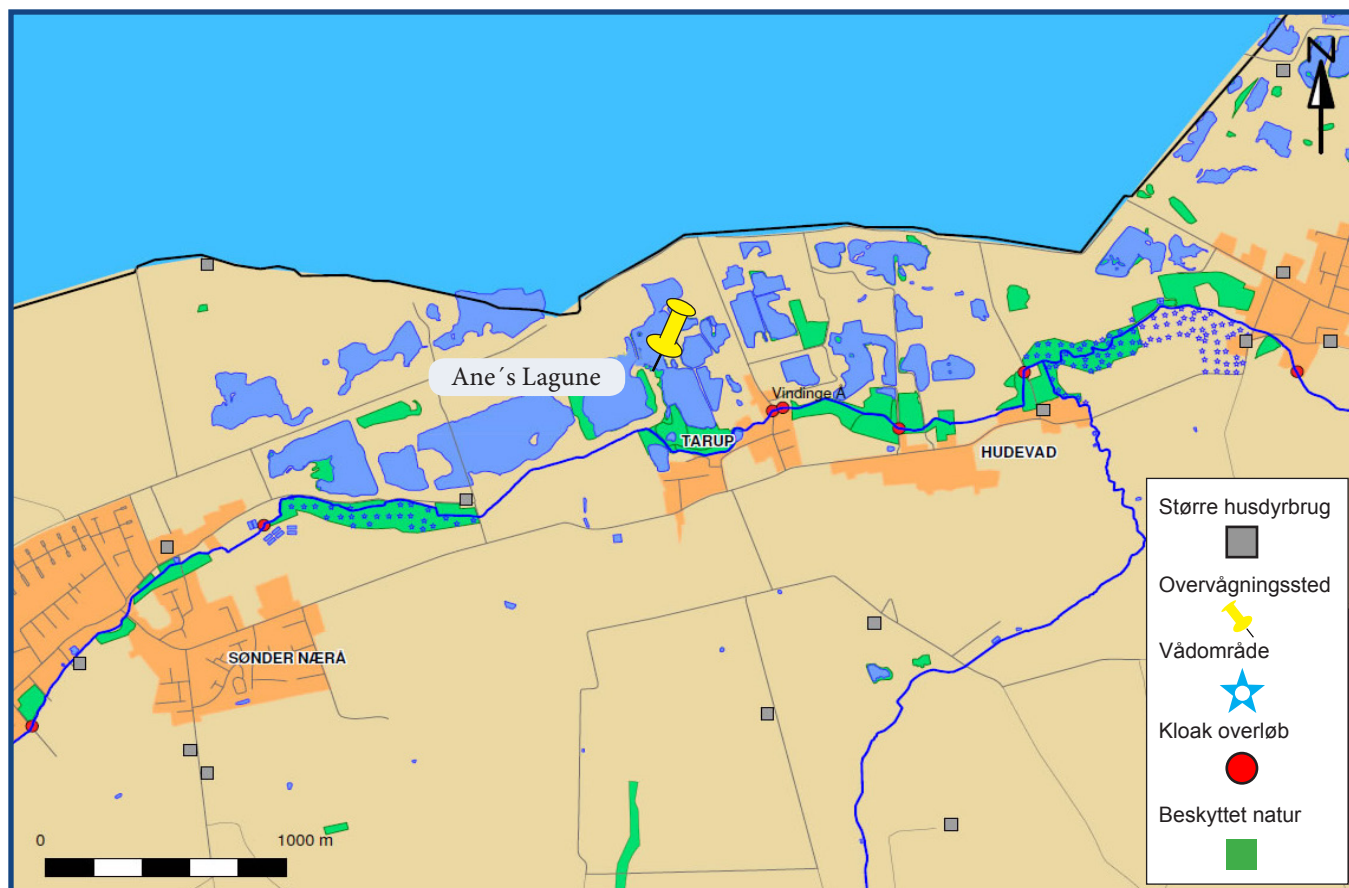 N
Ane´s Lagune
Vindinge Å
TARUP
HUDEVAD
SØNDER NÆRÅ
0 1000 m
Større husdyrbrug
Overvågningssted
Vådområde
Kloak overløb
Beskyttet natur